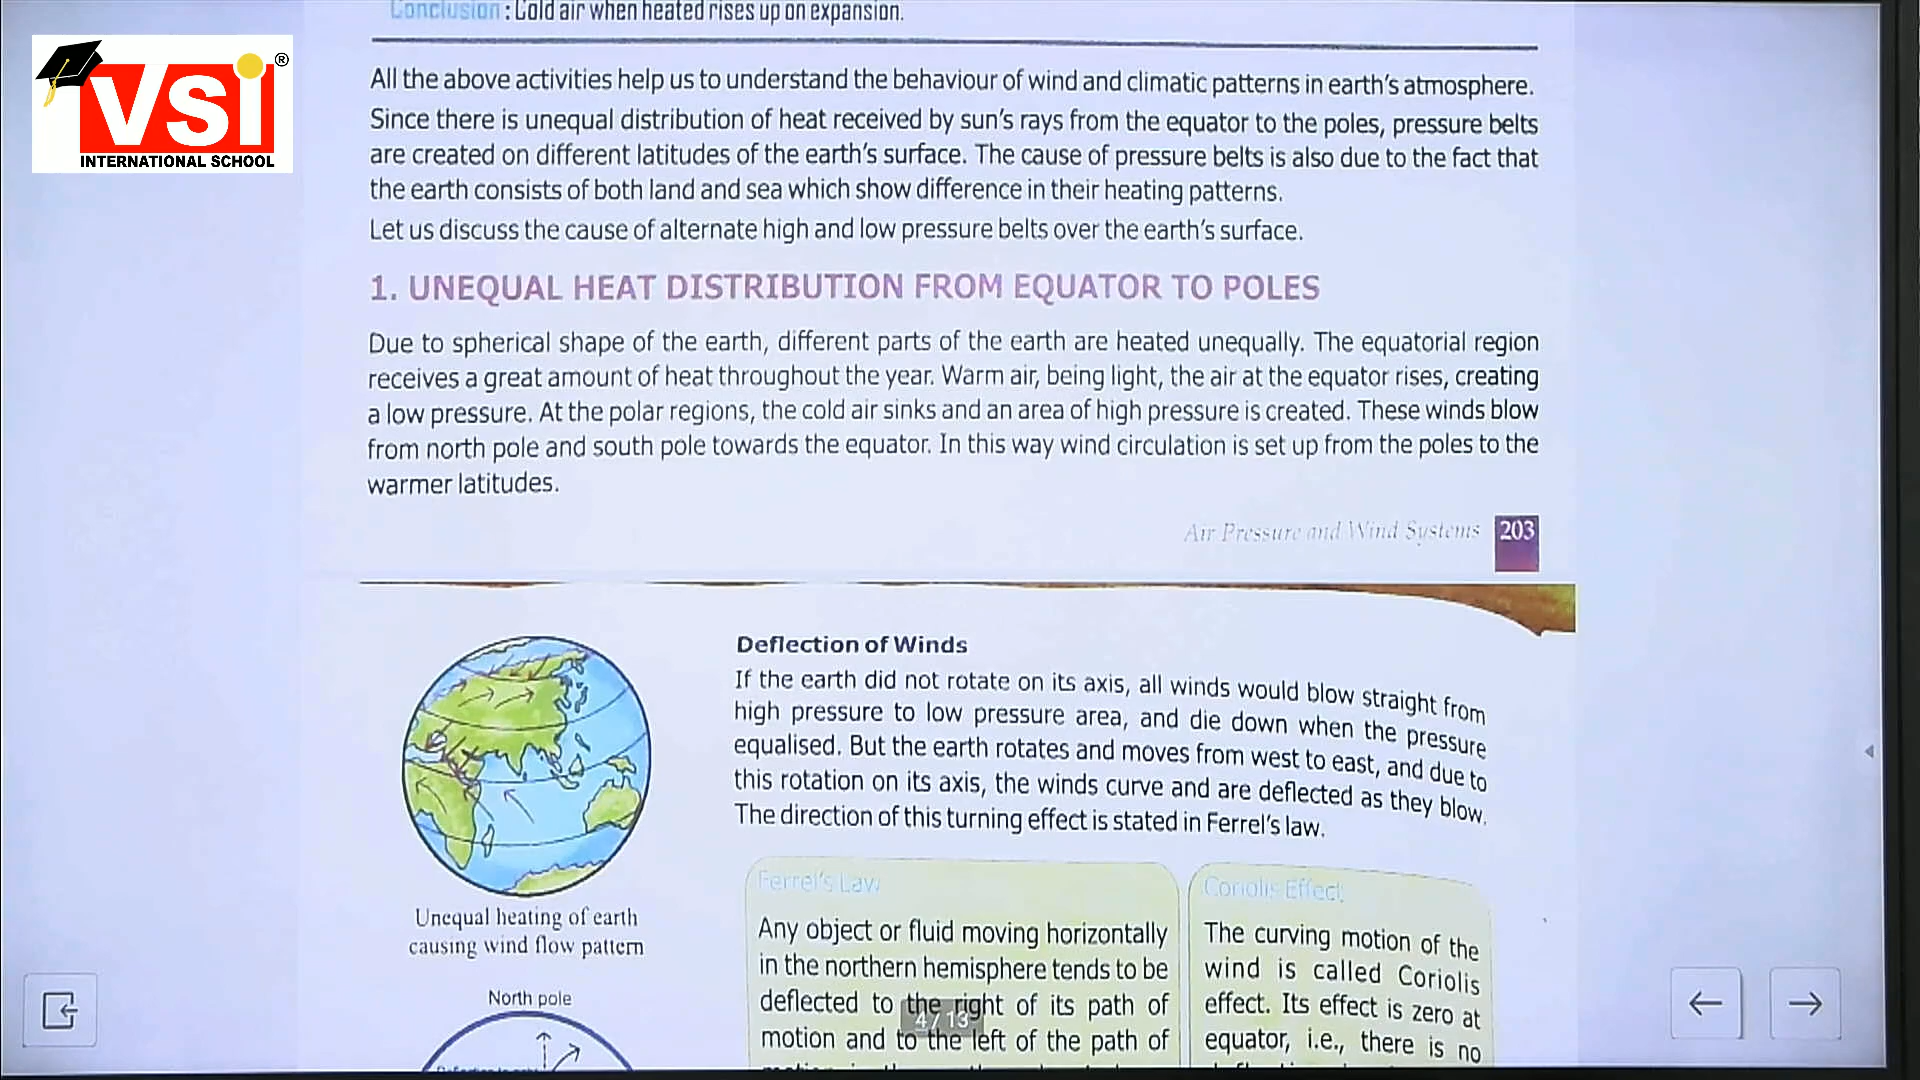 Conclusion : Cold air when heated rises up on expansion.
VSi ®
INTERNATIONAL SCHOOL
All the above activities help us to understand the behaviour of wind and climatic patterns in earth's atmosphere.
Since there is unequal distribution of heat received by sun's rays from the equator to the poles, pressure belts
are created on different latitudes of the earth's surface. The cause of pressure belts is also due to the fact that
the earth consists of both land and sea which show difference in their heating patterns.
Let us discuss the cause of alternate high and low pressure belts over the earth's surface.
1. UNEQUAL HEAT DISTRIBUTION FROM EQUATOR TO POLES
Due to spherical shape of the earth, different parts of the earth are heated unequally. The equatorial region
receives a great amount of heat throughout the year. Warm air, being light, the air at the equator rises, creating
a low pressure. At the polar regions, the cold air sinks and an area of high pressure is created. These winds blow
from north pole and south pole towards the equator. In this way wind circulation is set up from the poles to the
warmer latitudes.
Air Pressure and Wind Systems 203
Unequal heating of earth
causing wind flow pattern
North pole
Deflection of Winds
If the earth did not rotate on its axis, all winds would blow straight from
high pressure to low pressure area, and die down when the pressure
equalised. But the earth rotates and moves from west to east, and due to
this rotation on its axis, the winds curve and are deflected as they blow.
The direction of this turning effect is stated in Ferrel's law.
Ferrel's Law
Any object or fluid moving horizontally
in the northern hemisphere tends to be
deflected to the right of its path of
motion and to the left of the path of
Coriolis Effect
The curving motion of the
wind is called Coriolis
effect. Its effect is zero at
equator, i.e., there is no
4 / 13